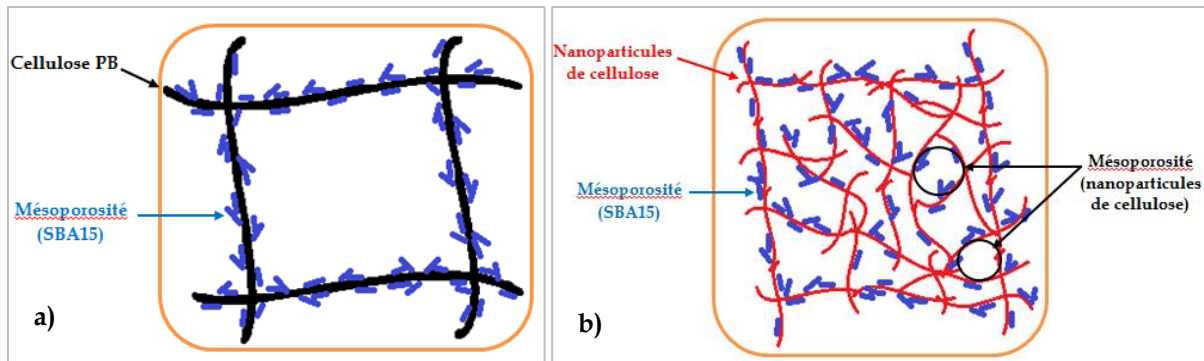 Cellulose PB
Mésoporosité
(SBA15)
a)
Nanoparticules
de cellulose
Mésoporosité
(SBA15)
Mésoporosité
(nanoparticules
de cellulose)
b)